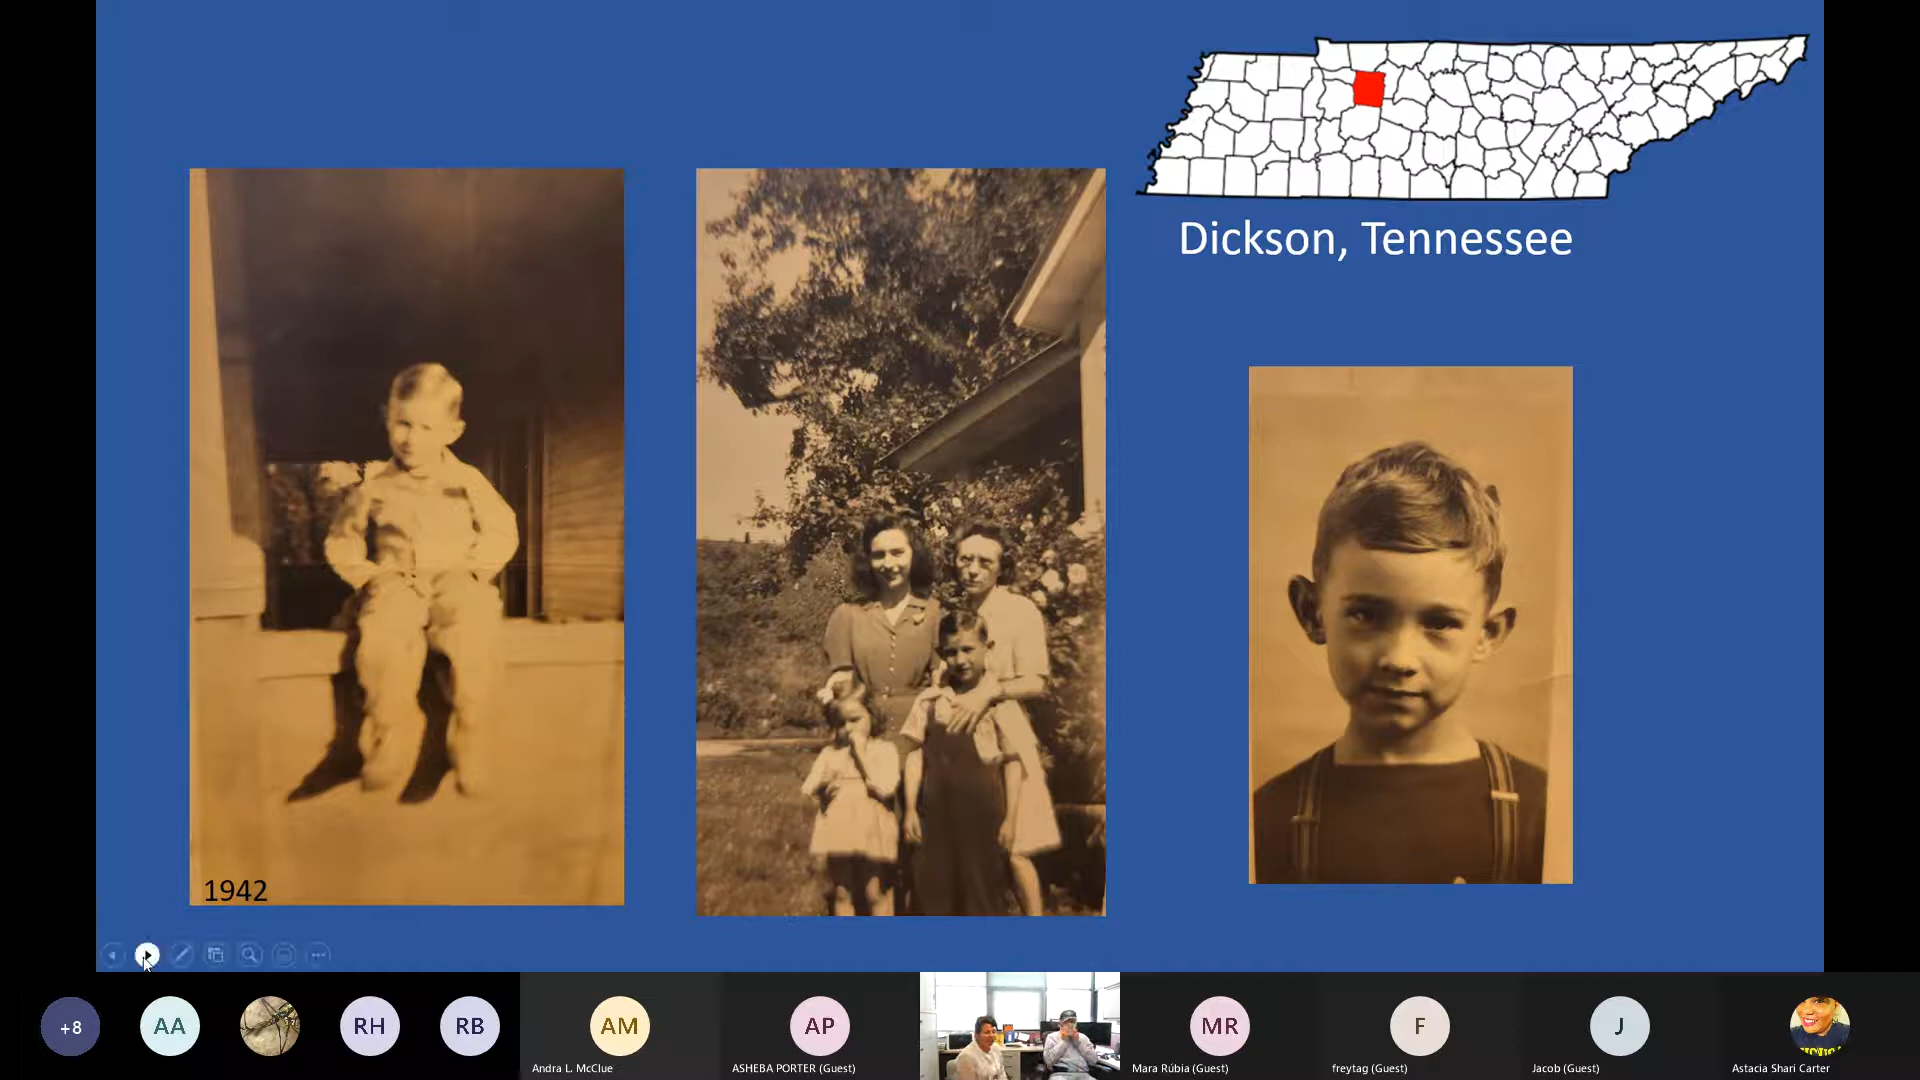 Dickson, Tennessee
1942
+8
AA
RH
RB
AM
AP
MR
F
J
Andra L. McClue
ASHEBA PORTER (Guest)
Mara Rúbia (Guest)
freytag (Guest)
Jacob (Guest)
Astacia Shari Carter